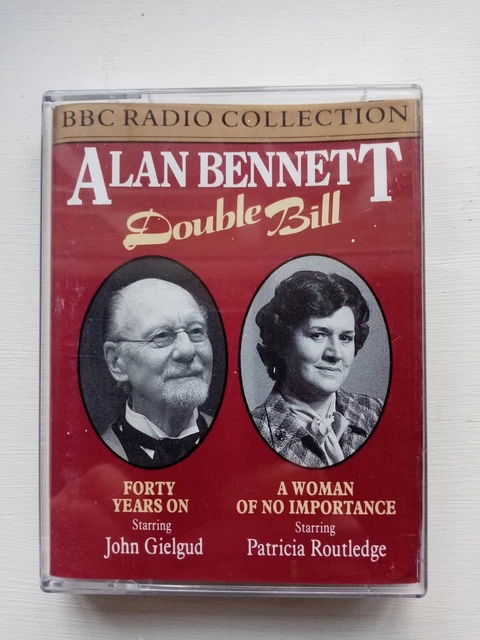 BBC RADIO COLLECTION
ALAN BENNETT
Double Bill
FORTY
YEARS ON
Starring
John Gielgud
A WOMAN
OF NO IMPORTANCE
Starring
Patricia Routledge